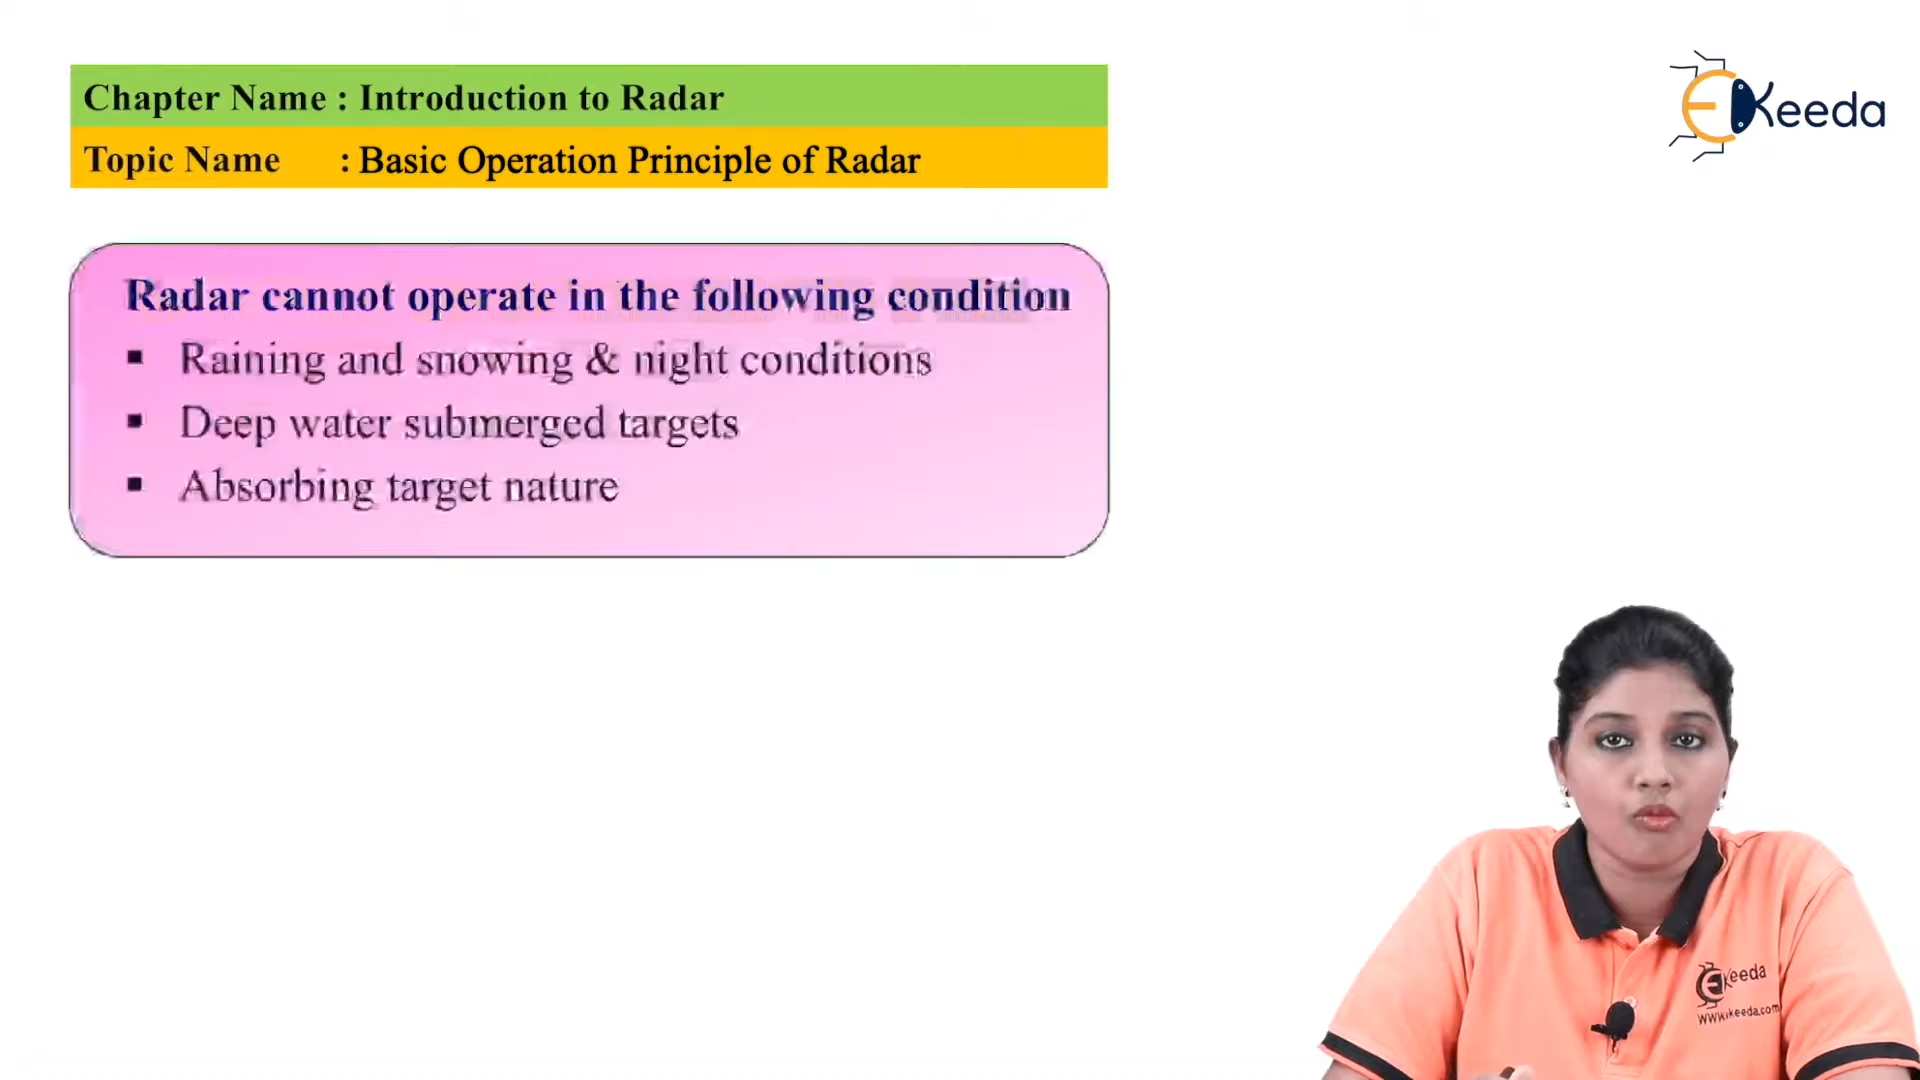 Chapter Name : Introduction to Radar
Keeda
Topic Name : Basic Operation Principle of Radar
Radar cannot operate in the following condition
▪ Raining and snowing & night conditions
▪ Deep water submerged targets
▪ Absorbing target nature
Keeda
www.ekeeda.com